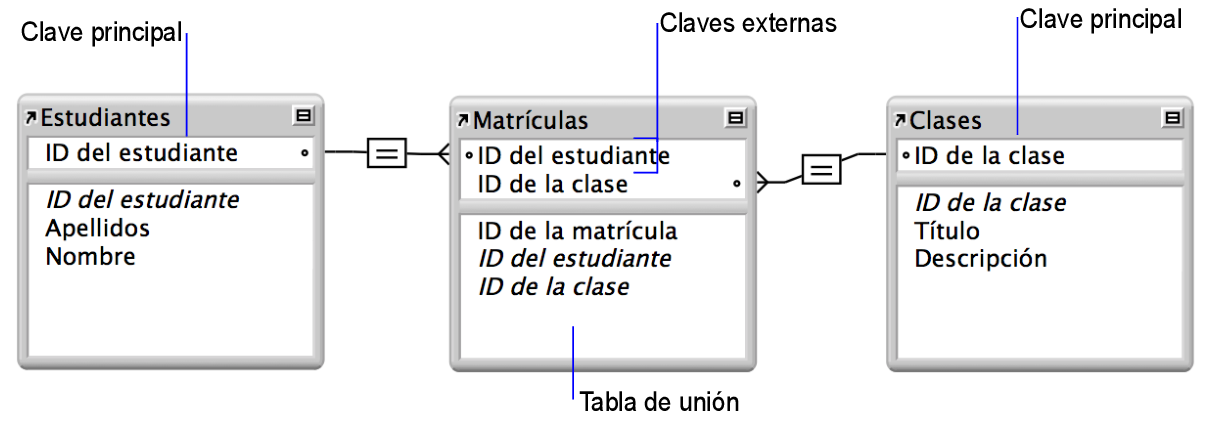 Clave principal
Claves externas
Clave principal
Estudiantes
ID del estudiante
ID del estudiante
Apellidos
Nombre
Matrículas
ID del estudiante
ID de la clase
ID de la matrícula
ID del estudiante
ID de la clase
Clases
ID de la clase
ID de la clase
Título
Descripción
Tabla de unión